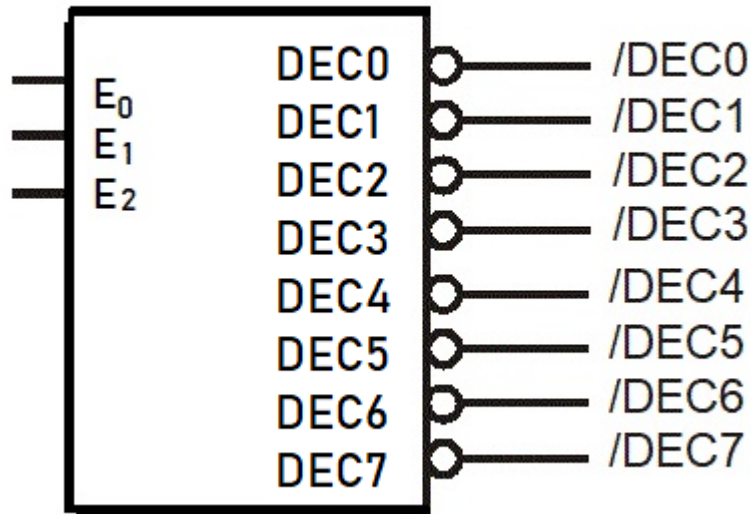 DEC0 /DEC0
E0
DEC1 /DEC1
E1
DEC2 /DEC2
E2
DEC3 /DEC3
DEC4 /DEC4
DEC5 /DEC5
DEC6 /DEC6
DEC7 /DEC7